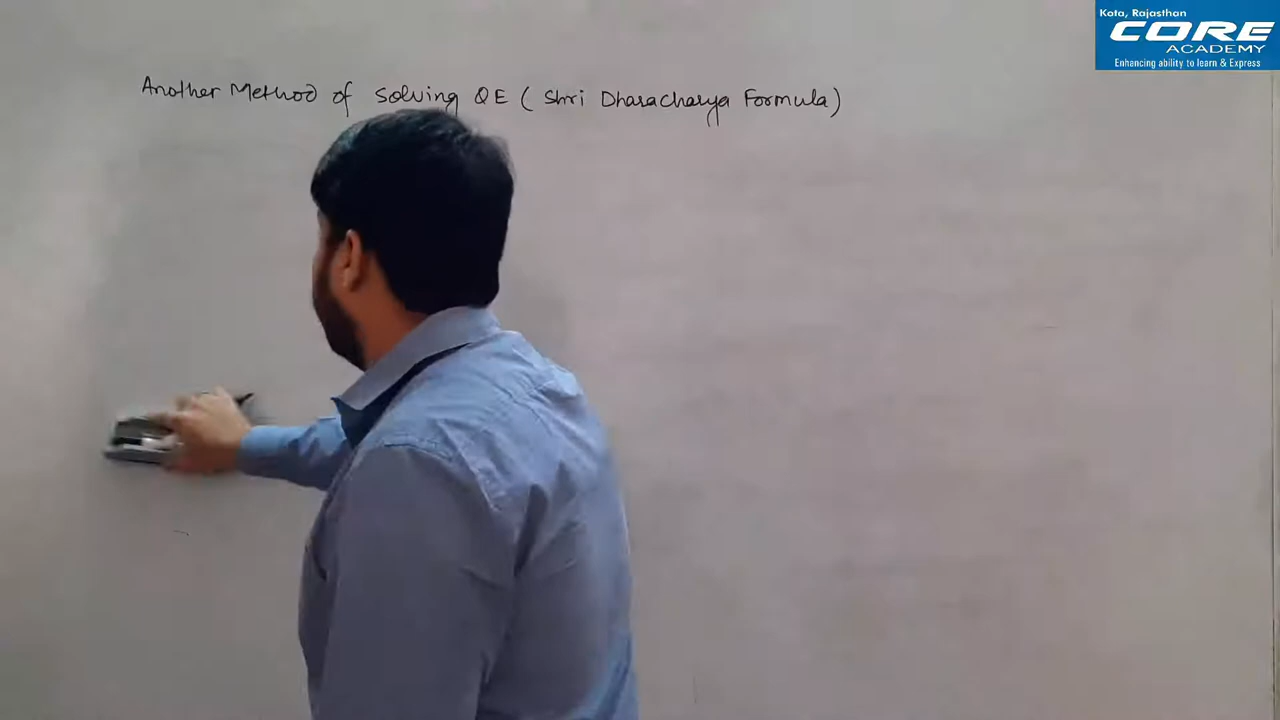 Kota, Rajasthan
CORE
ACADEMY
Enhancing ability to learn & Express
Another Method of Solving QE ( Shri Dharacharya Formula)